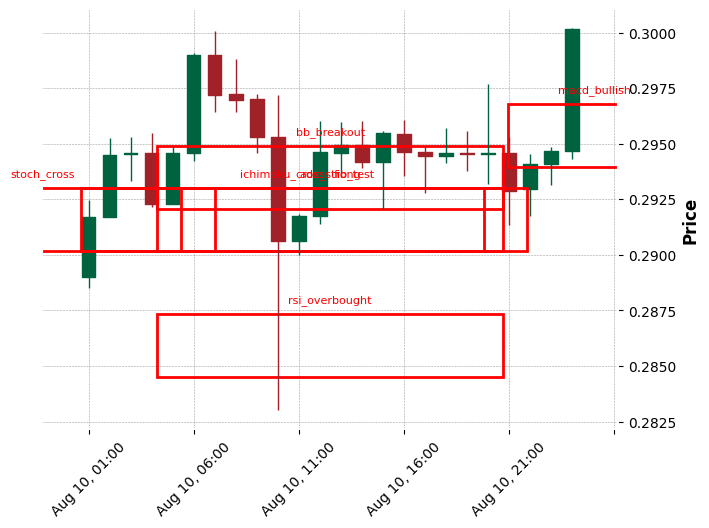 0.3000
0.2975
macd_bullish
0.2950
bb_breakout
stoch_cross
0.2925
0.2900
Price
rsi_overbought
0.2875
0.2850
0.2825
Aug 10, 01:00
Aug 10, 06:00
Aug 10, 11:00
Aug 10, 16:00
Aug 10, 21:00